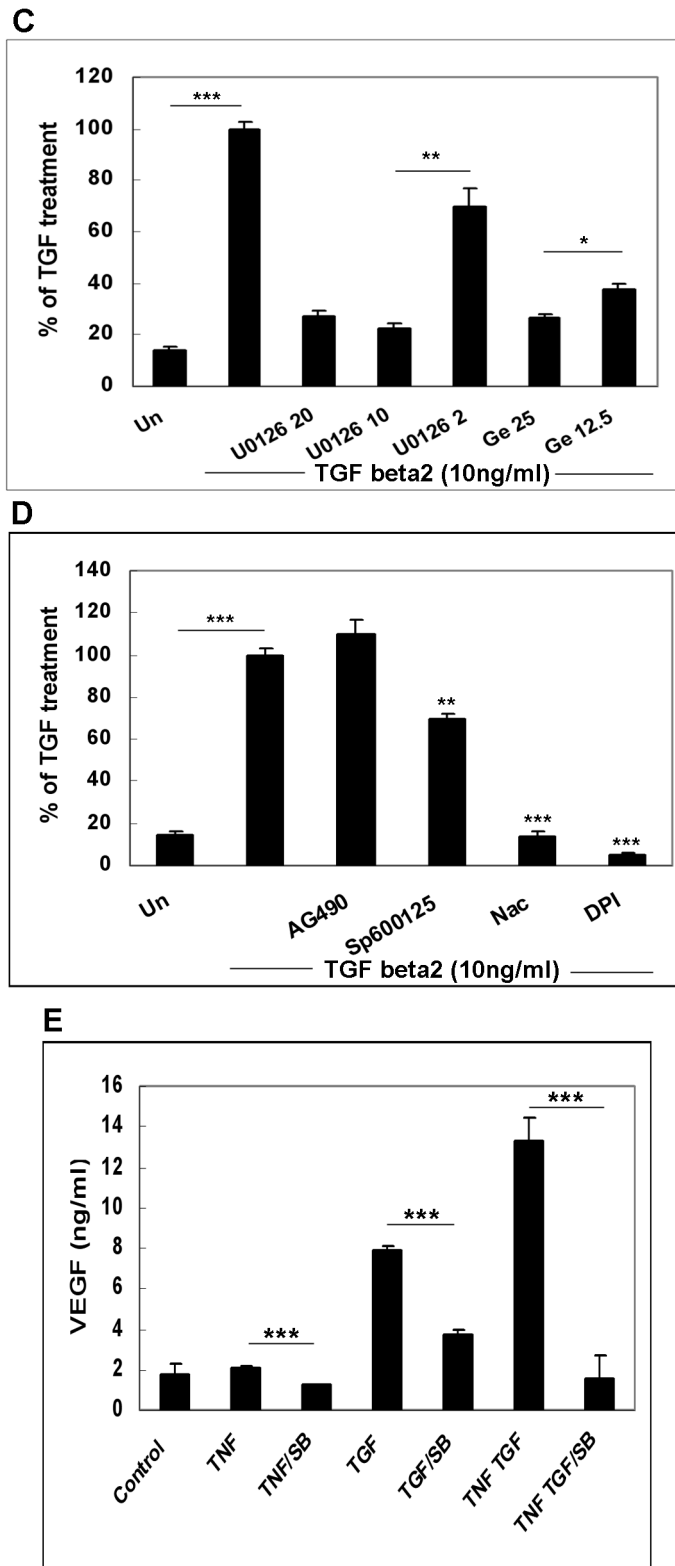 C
% of TGF treatment
120
100
80
60
40
20
0
***
**
*
Un
U0126 20
U0126 10
U0126 2
Ge 25
Ge 12.5
TGF beta2 (10ng/ml)
D
% of TGF treatment
140
120
100
80
60
40
20
0
***
**
***
***
Un
AG490
Sp600125
Nac
DPI
TGF beta2 (10ng/ml)
E
VEGF (ng/ml)
16
14
12
10
8
6
4
2
0
***
***
***
Control
TNF
TNF/SB
TGF
TGF/SB
TNF TGF
TNF TGF/SB